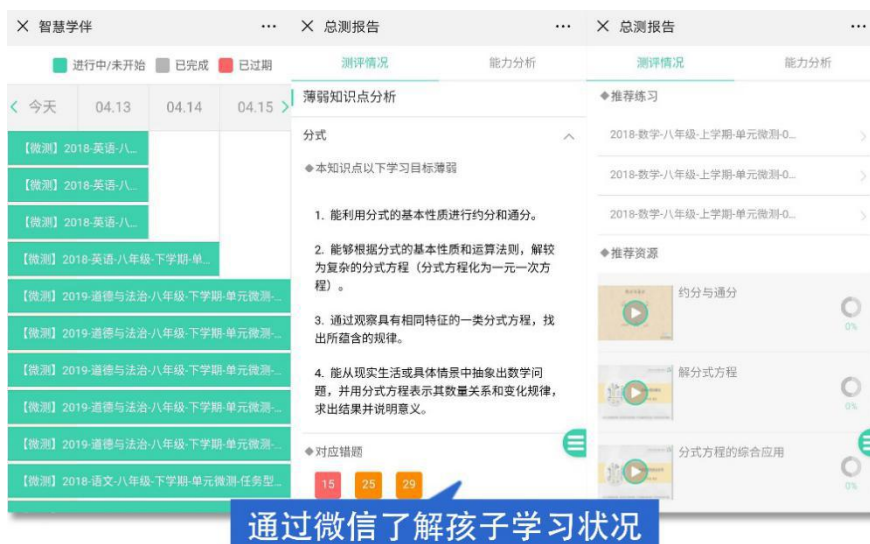 智慧学伴
进行中/未开始 已完成 已过期
今天 04.13 04.14 04.15
【微测】2018-英语-八...
【微测】2018-英语-八...
【微测】2018-英语-八...
【微测】2018-英语-八年级-下学期-单...
【微测】2019-道德与法治-八年级-下学期-单元微测-...
【微测】2019-道德与法治-八年级-下学期-单元微测-...
【微测】2019-道德与法治-八年级-下学期-单元微测-...
【微测】2019-道德与法治-八年级-下学期-单元微测-...
【微测】2019-道德与法治-八年级-下学期-单元微测-...
【微测】2018-语文-八年级-下学期-单元微测-任务型...
总测报告
测评情况 能力分析
薄弱知识点分析
分式
◆本知识点以下学习目标薄弱
1. 能利用分式的基本性质进行约分和通分。
2. 能够根据分式的基本性质和运算法则，解较
为复杂的分式方程（分式方程化为一元一次方
程）。
3. 通过观察具有相同特征的一类分式方程，找
出所蕴含的规律。
4. 能从现实生活或具体情景中抽象出数学问
题，并用分式方程表示其数量关系和变化规律，
求出结果并说明意义。
◆对应错题
15 25 29
总测报告
测评情况 能力分析
◆推荐练习
2018-数学-八年级-上学期-单元微测-0...
2018-数学-八年级-上学期-单元微测-0...
2018-数学-八年级-上学期-单元微测-0...
◆推荐资源
约分与通分
0%
解分式方程
0%
分式方程的综合应用
0%
通过微信了解孩子学习状况